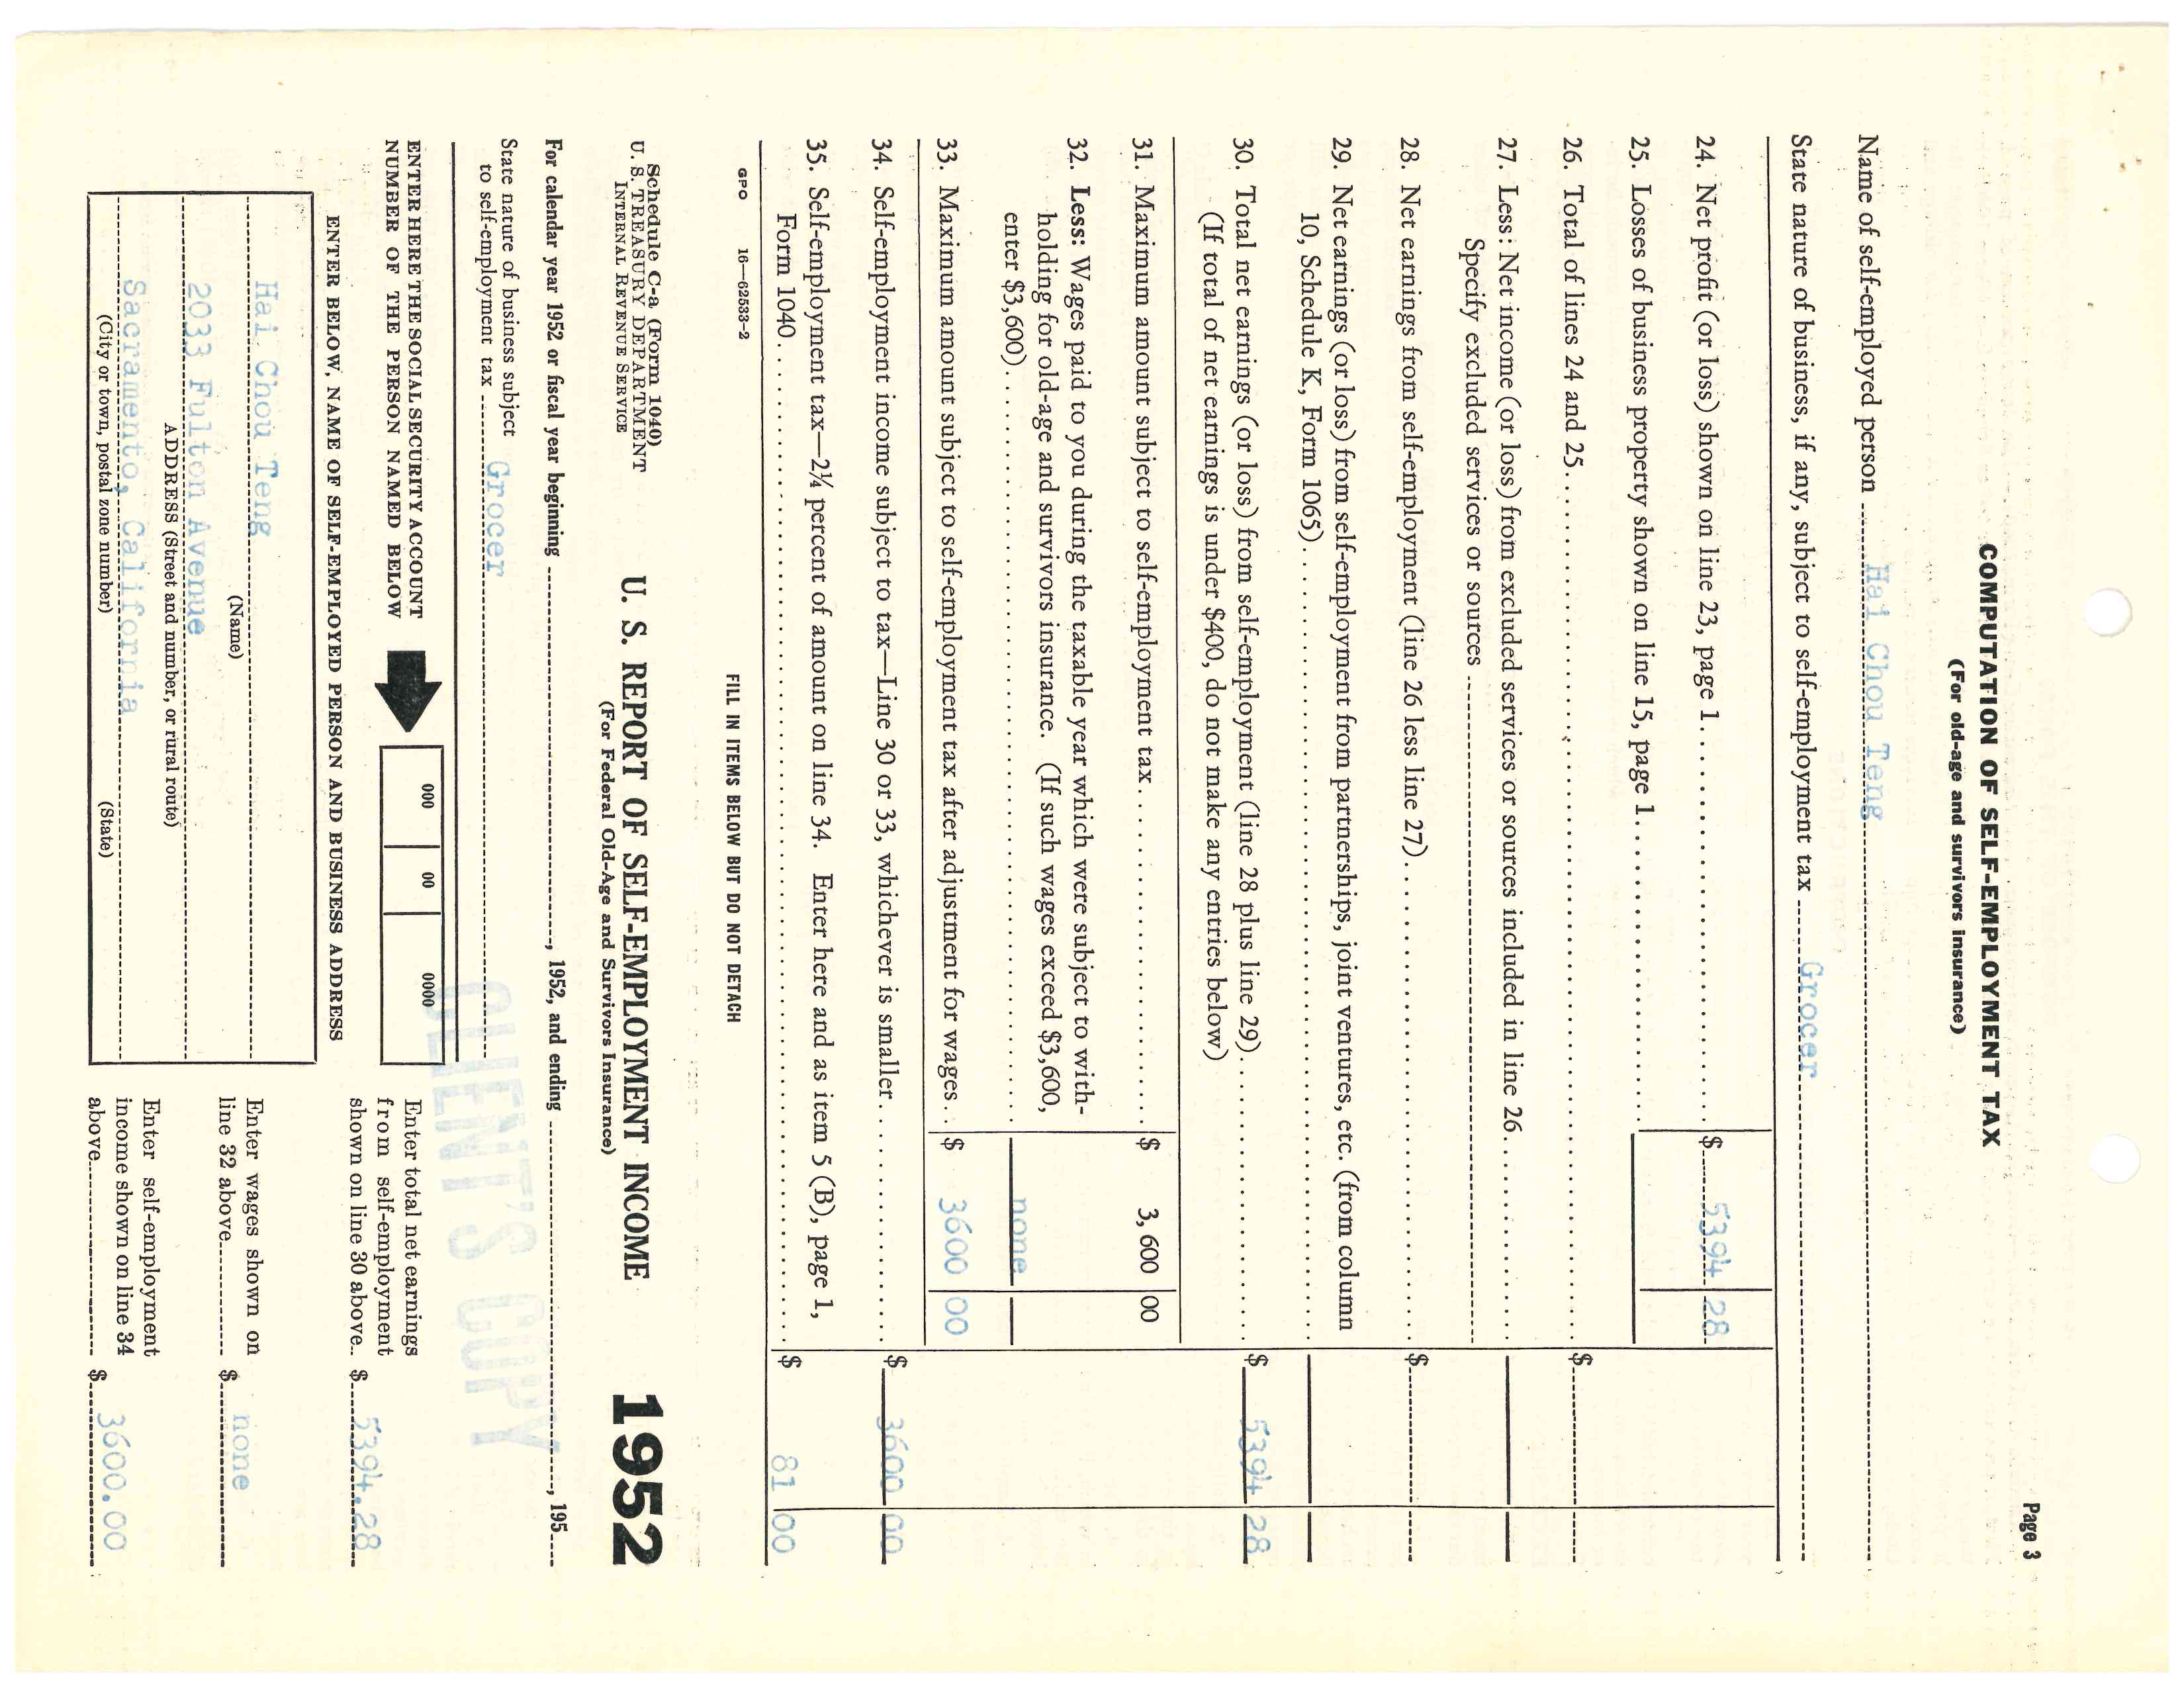 Page 3
COMPUTATION OF SELF-EMPLOYMENT TAX
(For old-age and survivors insurance)
Name of self-employed person Hai Chou Teng
State nature of business, if any, subject to self-employment tax Grocer
24. Net profit (or loss) shown on line 23, page 1. $ 5394 28
25. Losses of business property shown on line 15, page 1.
26. Total of lines 24 and 25. $
27. Less: Net income (or loss) from excluded services or sources included in line 26.
Specify excluded services or sources
28. Net earnings from self-employment (line 26 less line 27). $
29. Net earnings (or loss) from self-employment from partnerships, joint ventures, etc. (from column
10, Schedule K, Form 1065).
30. Total net earnings (or loss) from self-employment (line 28 plus line 29). $ 5394 28
(If total of net earnings is under $400, do not make any entries below)
31. Maximum amount subject to self-employment tax. $ 3,600 00
32. Less: Wages paid to you during the taxable year which were subject to with-
holding for old-age and survivors insurance. (If such wages exceed $3,600,
enter $3,600). none
33. Maximum amount subject to self-employment tax after adjustment for wages. $ 3600 00
34. Self-employment income subject to tax—Line 30 or 33, whichever is smaller. $ 3600 00
35. Self-employment tax—2¼ percent of amount on line 34. Enter here and as item 5 (B), page 1,
Form 1040. $ 81 00
GPO 16—62533-2
FILL IN ITEMS BELOW BUT DO NOT DETACH
Schedule C-a (Form 1040)
U. S. TREASURY DEPARTMENT
INTERNAL REVENUE SERVICE
U. S. REPORT OF SELF-EMPLOYMENT INCOME
(For Federal Old-Age and Survivors Insurance)
1952
For calendar year 1952 or fiscal year beginning , 1952, and ending , 195
State nature of business subject
to self-employment tax Grocer
CLIENT'S COPY
ENTER HERE THE SOCIAL SECURITY ACCOUNT
NUMBER OF THE PERSON NAMED BELOW
000 00 0000
Enter total net earnings
from self-employment
shown on line 30 above.. $ 5394.28
ENTER BELOW, NAME OF SELF-EMPLOYED PERSON AND BUSINESS ADDRESS
Hai Chou Teng
(Name)
2033 Fulton Avenue
ADDRESS (Street and number, or rural route)
Sacramento, California
(City or town, postal zone number) (State)
Enter wages shown on
line 32 above $ none
Enter self-employment
income shown on line 34
above $ 3600.00